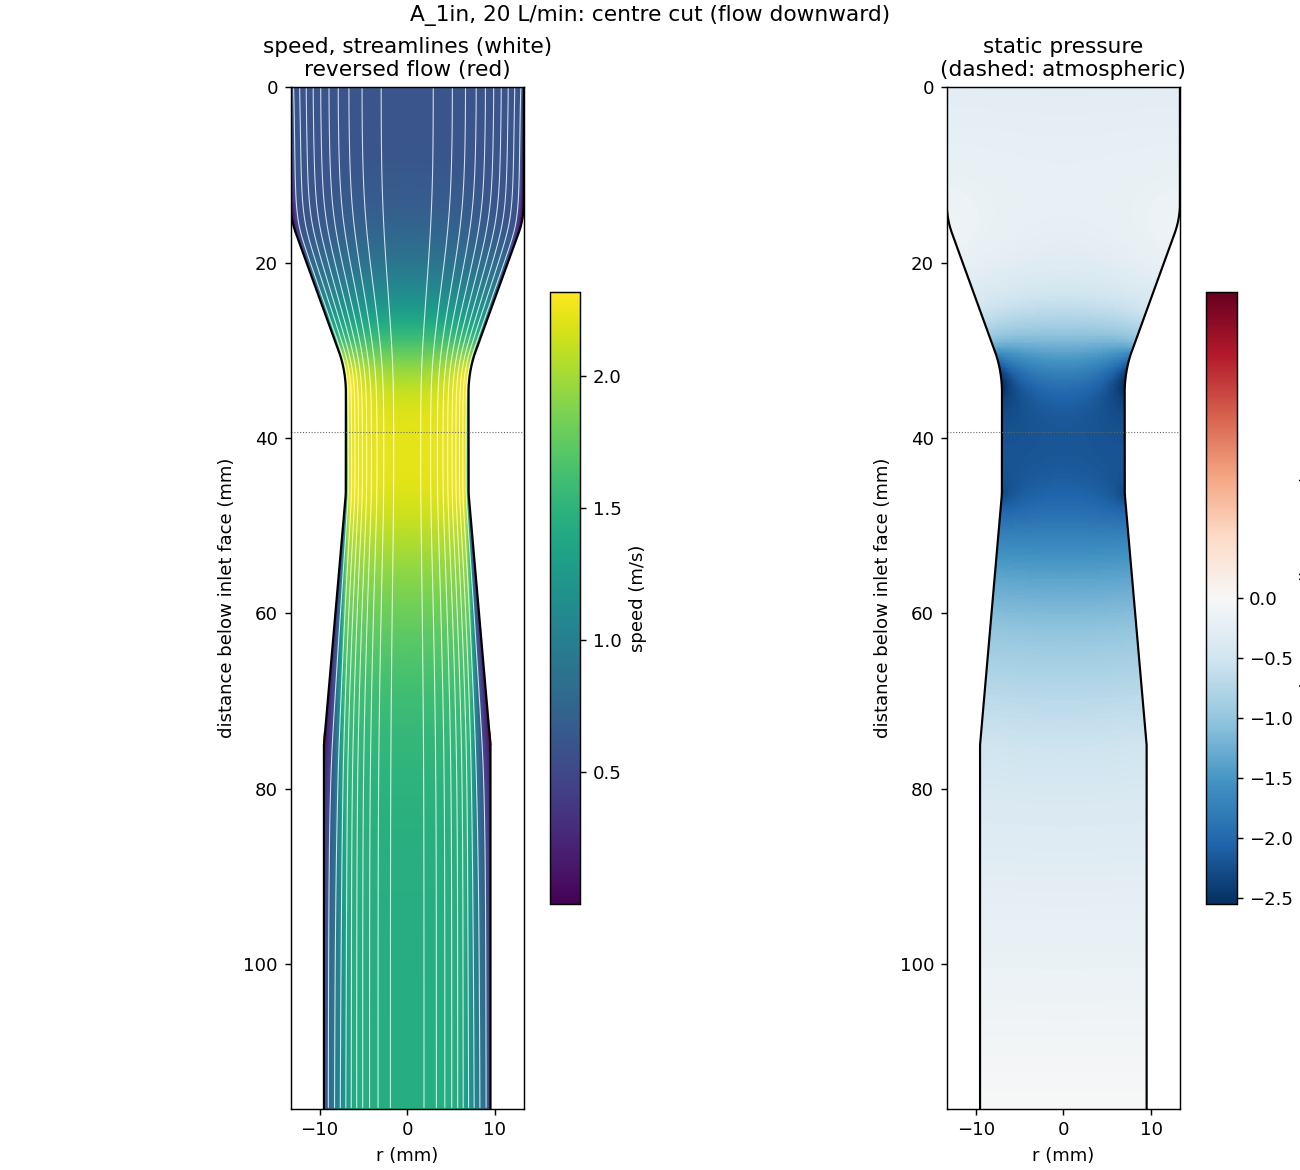 A_1in, 20 L/min: centre cut (flow downward)
speed, streamlines (white)
reversed flow (red)
0
20
40
60
80
100
distance below inlet face (mm)
−10
0
10
r (mm)
2.0
1.5
1.0
0.5
speed (m/s)
static pressure
(dashed: atmospheric)
0
20
40
60
80
100
distance below inlet face (mm)
−10
0
10
r (mm)
0.0
−0.5
−1.0
−1.5
−2.0
−2.5